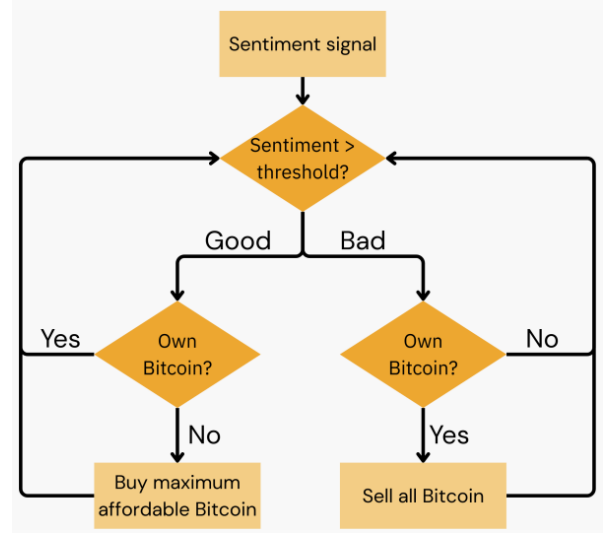 Sentiment signal
Sentiment >
threshold?
Good
Bad
Yes
Own
Bitcoin?
Own
Bitcoin?
No
No
Yes
Buy maximum
affordable Bitcoin
Sell all Bitcoin